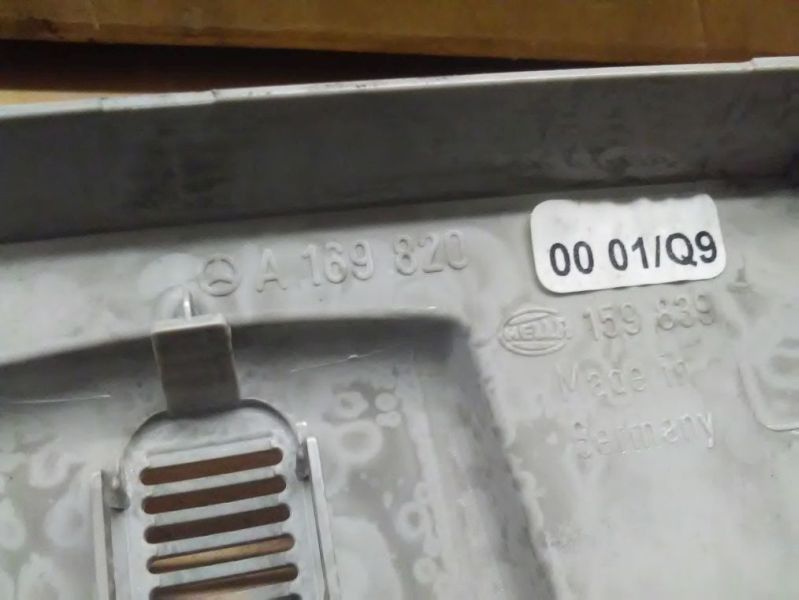 A 169 820
00 01/Q9
HELLA 159 839
Made in
Germany